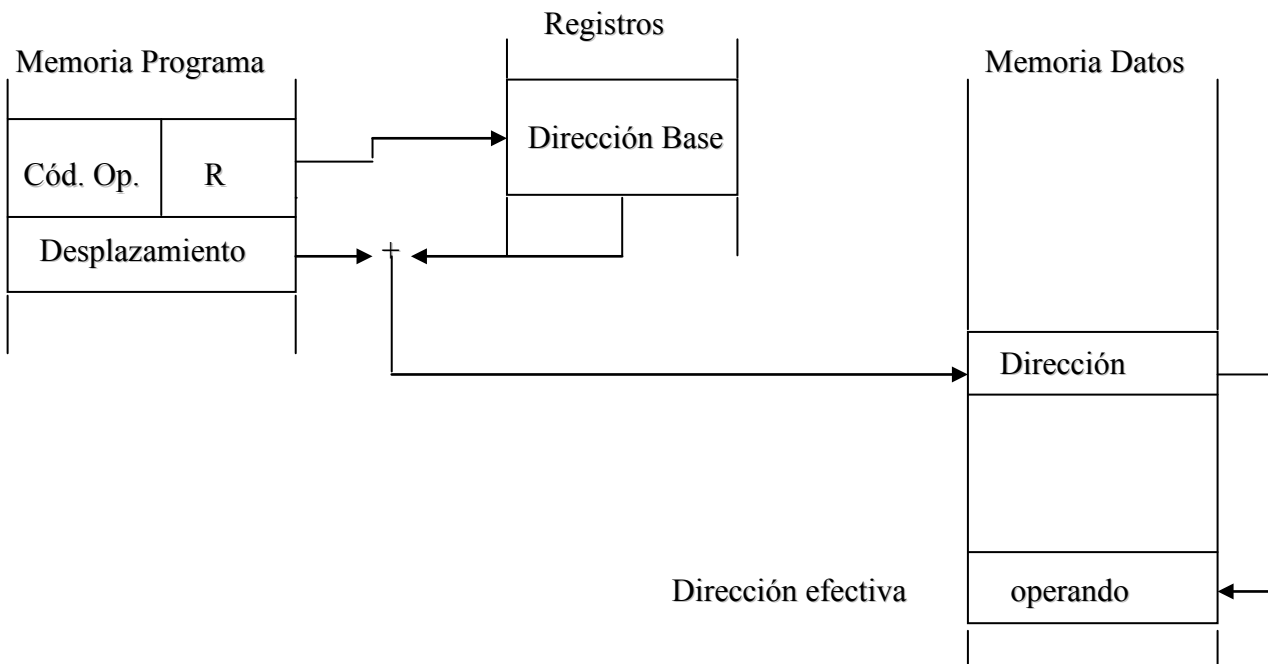 Registros
Memoria Programa
Memoria Datos
Dirección Base
Cód. Op.
R
Desplazamiento
+
Dirección
Dirección efectiva
operando